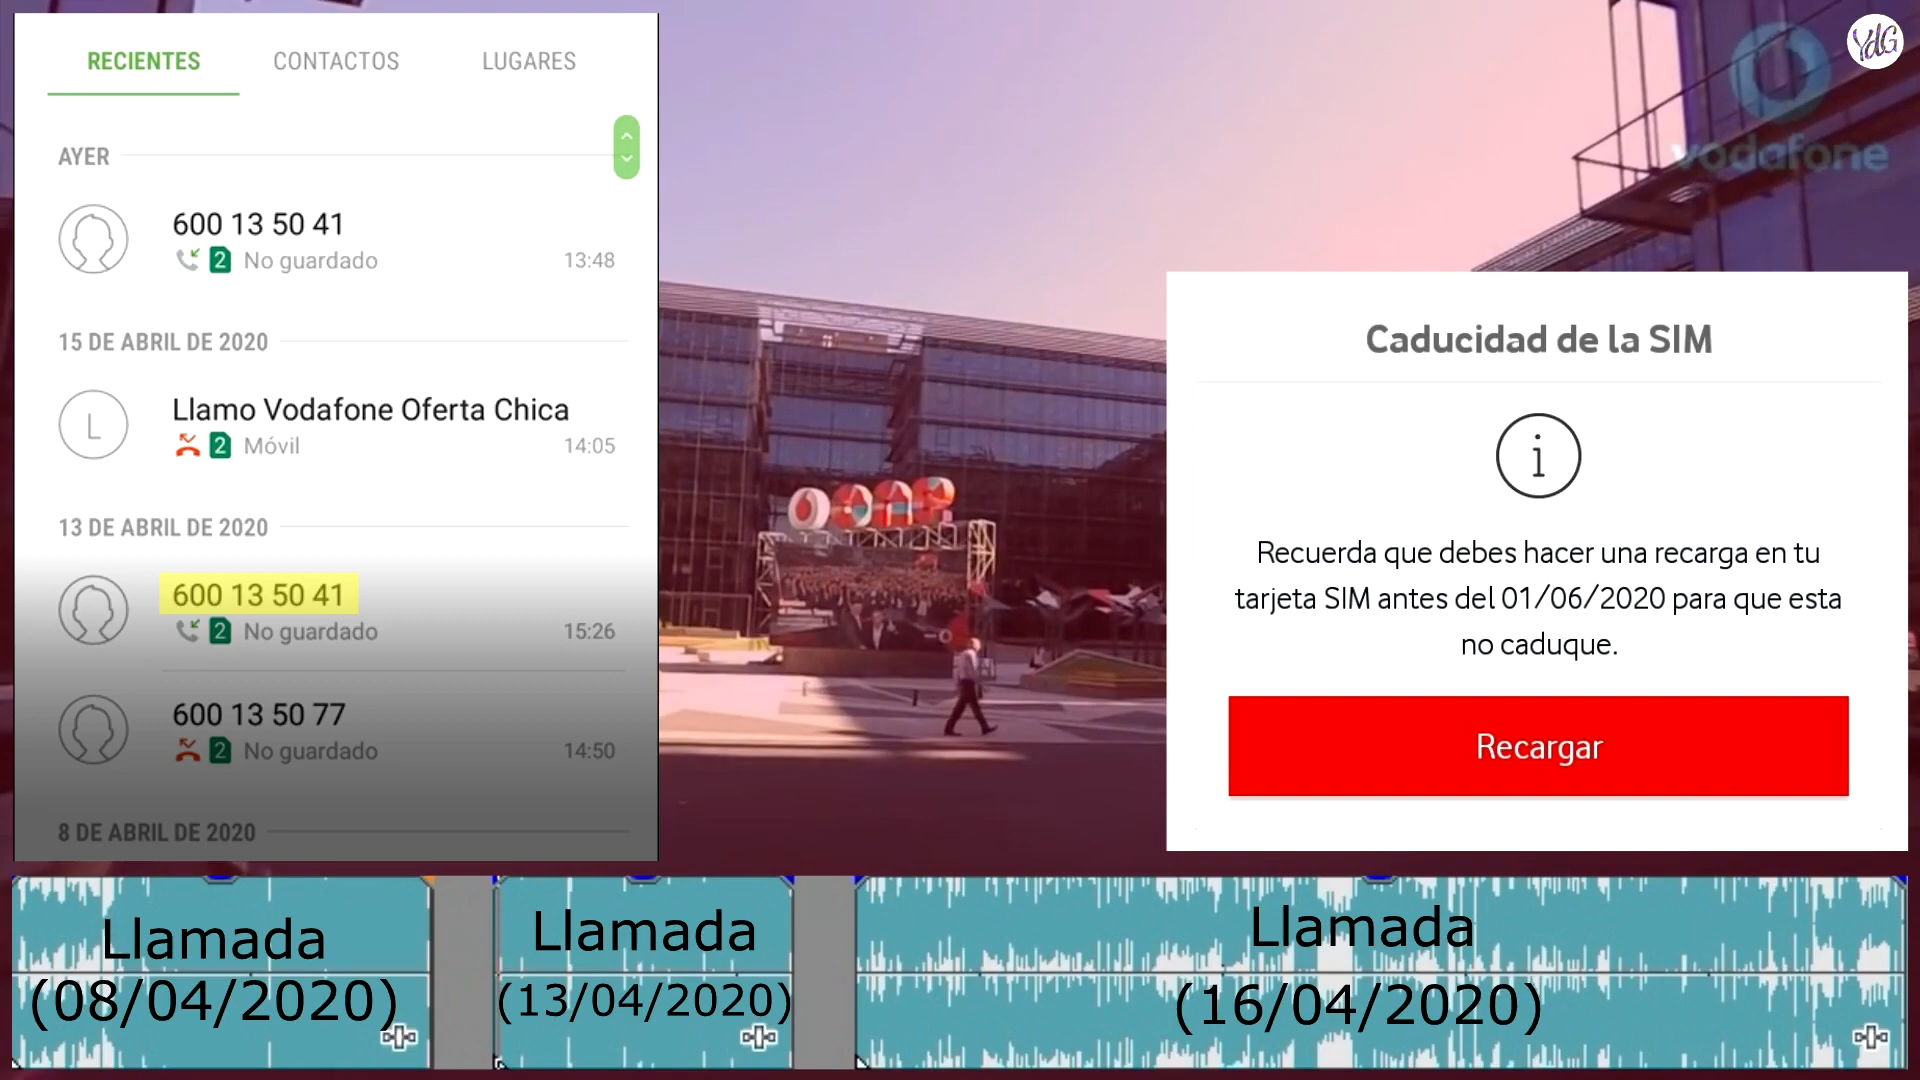 RECIENTES CONTACTOS LUGARES
AYER
600 13 50 41
2 No guardado 13:48
15 DE ABRIL DE 2020
L
Llamo Vodafone Oferta Chica
2 Móvil 14:05
13 DE ABRIL DE 2020
600 13 50 41
2 No guardado 15:26
600 13 50 77
2 No guardado 14:50
8 DE ABRIL DE 2020
YdG
vodafone
Caducidad de la SIM
i
Recuerda que debes hacer una recarga en tu
tarjeta SIM antes del 01/06/2020 para que esta
no caduque.
Recargar
Llamada
(08/04/2020)
Llamada
(13/04/2020)
Llamada
(16/04/2020)